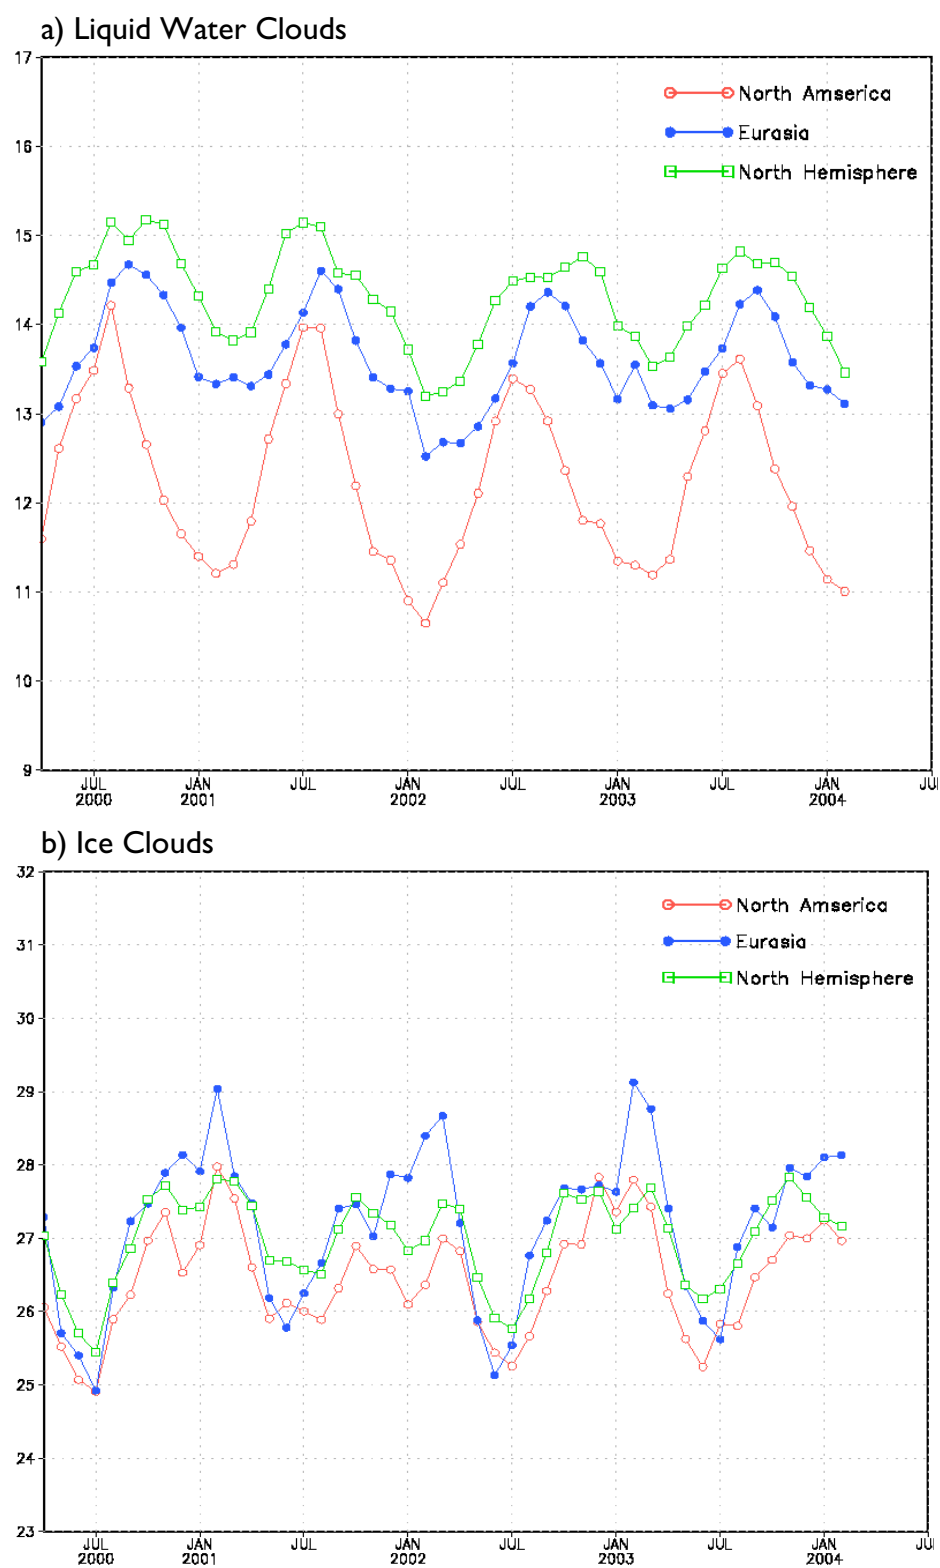 a) Liquid Water Clouds
17
16
15
14
13
12
11
10
9
North Amserica
Eurasia
North Hemisphere
JUL JAN JUL JAN JUL JAN JUL JAN JU
2000 2001 2002 2003 2004
b) Ice Clouds
32
31
30
29
28
27
26
25
24
23
North Amserica
Eurasia
North Hemisphere
JUL JAN JUL JAN JUL JAN JUL JAN JU
2000 2001 2002 2003 2004